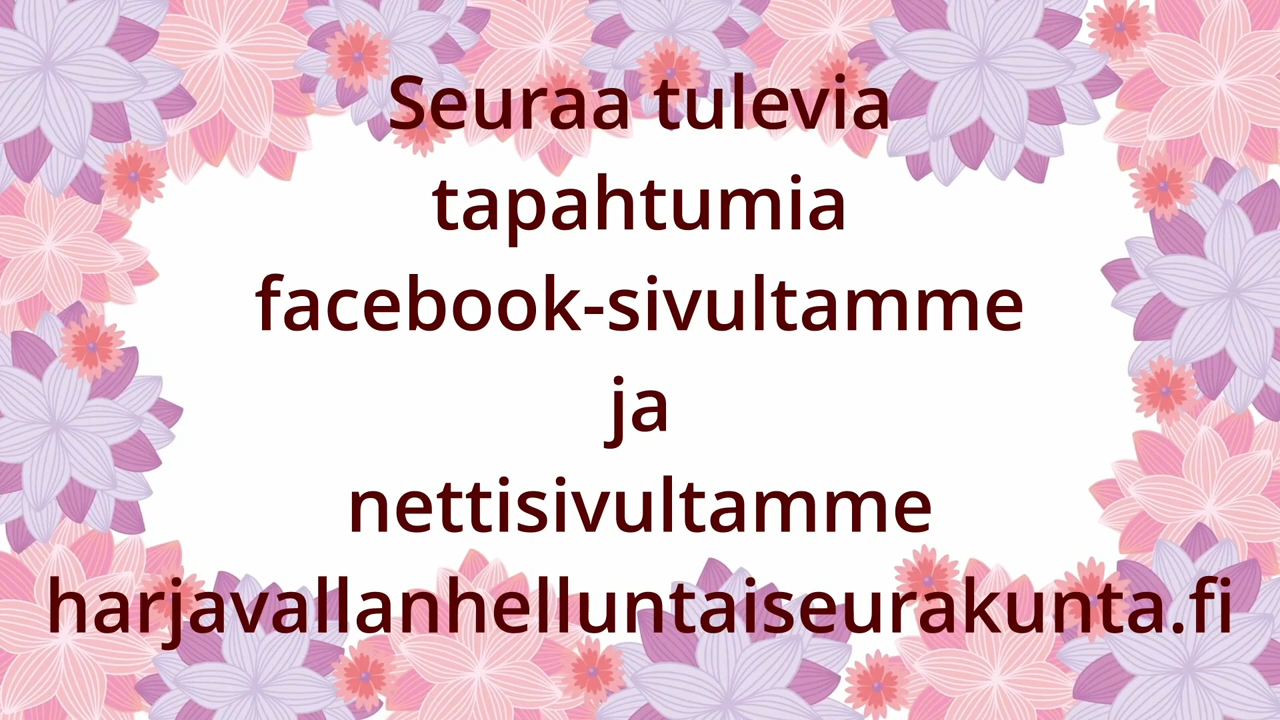 Seuraa tulevia
tapahtumia
facebook-sivultamme
ja
nettisivultamme
harjavallanhelluntaiseurakunta.fi